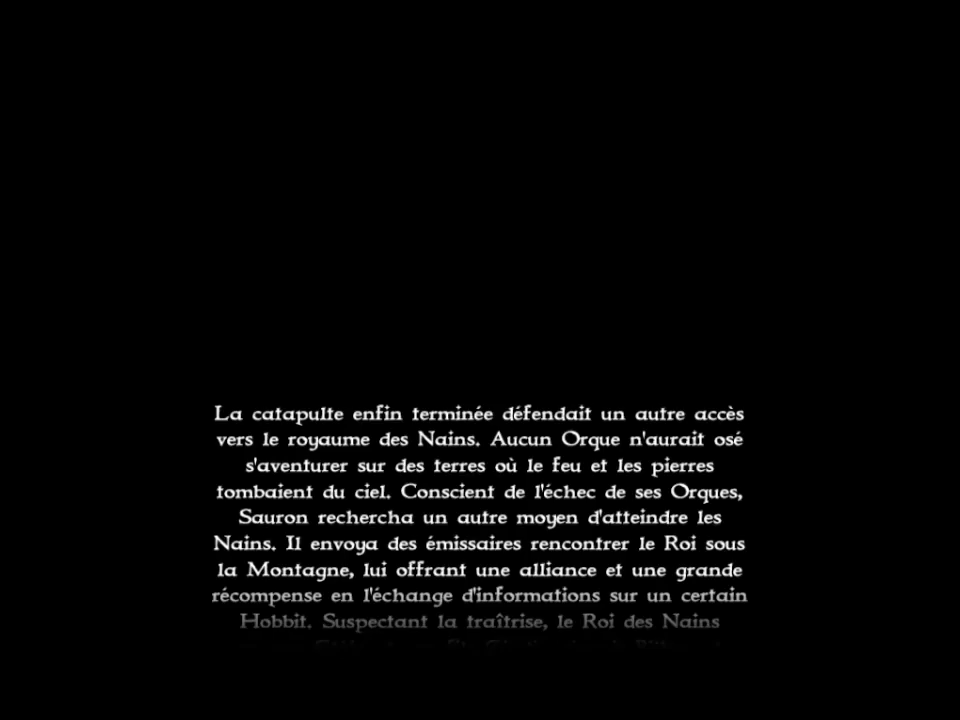 La catapulte enfin terminée défendait un autre accès
vers le royaume des Nains. Aucun Orque n'aurait osé
s'aventurer sur des terres où le feu et les pierres
tombaient du ciel. Conscient de l'échec de ses Orques,
Sauron rechercha un autre moyen d'atteindre les
Nains. Il envoya des émissaires rencontrer le Roi sous
la Montagne, lui offrant une alliance et une grande
récompense en l'échange d'informations sur un certain
Hobbit. Suspectant la traîtrise, le Roi des Nains